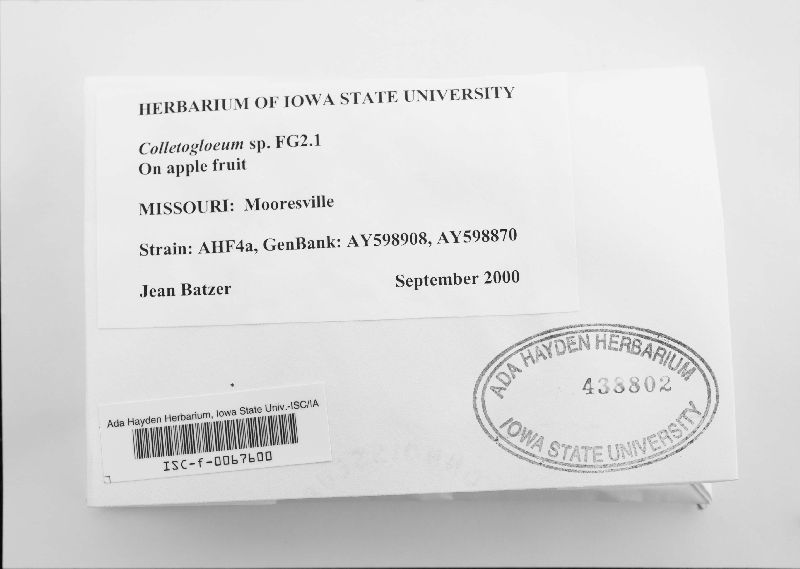 HERBARIUM OF IOWA STATE UNIVERSITY
Colletogloeum sp. FG2.1
On apple fruit
MISSOURI: Mooresville
Strain: AHF4a, GenBank: AY598908, AY598870
Jean Batzer September 2000
Ada Hayden Herbarium, Iowa State Univ.-ISC/IA
ISC-f-0067600
ADA HAYDEN HERBARIUM
438802
IOWA STATE UNIVERSITY